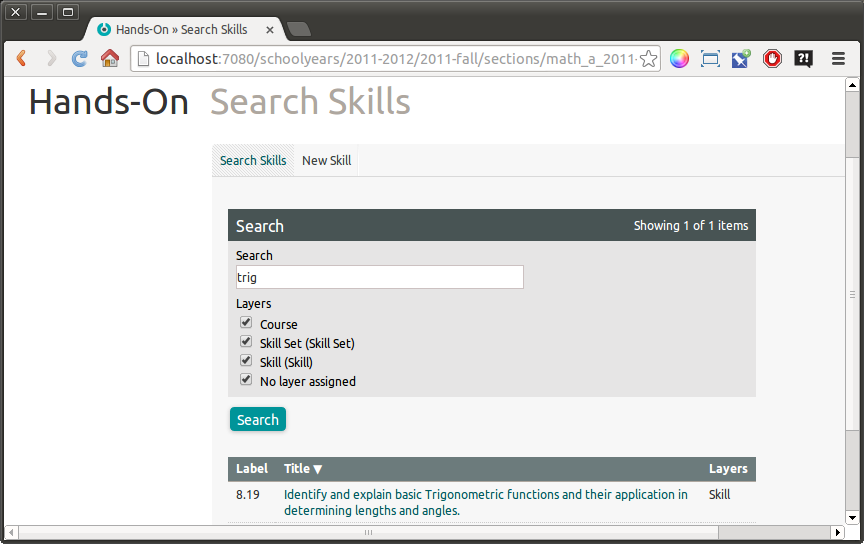 Hands-On » Search Skills
localhost:7080/schoolyears/2011-2012/2011-fall/sections/math_a_2011-
?!
Hands-On Search Skills
Search Skills New Skill
Search Showing 1 of 1 items
Search
trig
Layers
Course
Skill Set (Skill Set)
Skill (Skill)
No layer assigned
Search
Label Title ▼ Layers
8.19 Identify and explain basic Trigonometric functions and their application in Skill
determining lengths and angles.